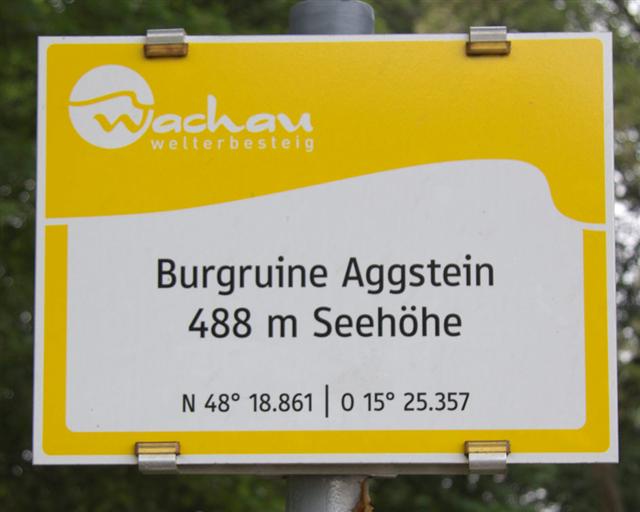 Wachau
welterbesteig
Burgruine Aggstein
488 m Seehöhe
N 48° 18.861 | O 15° 25.357